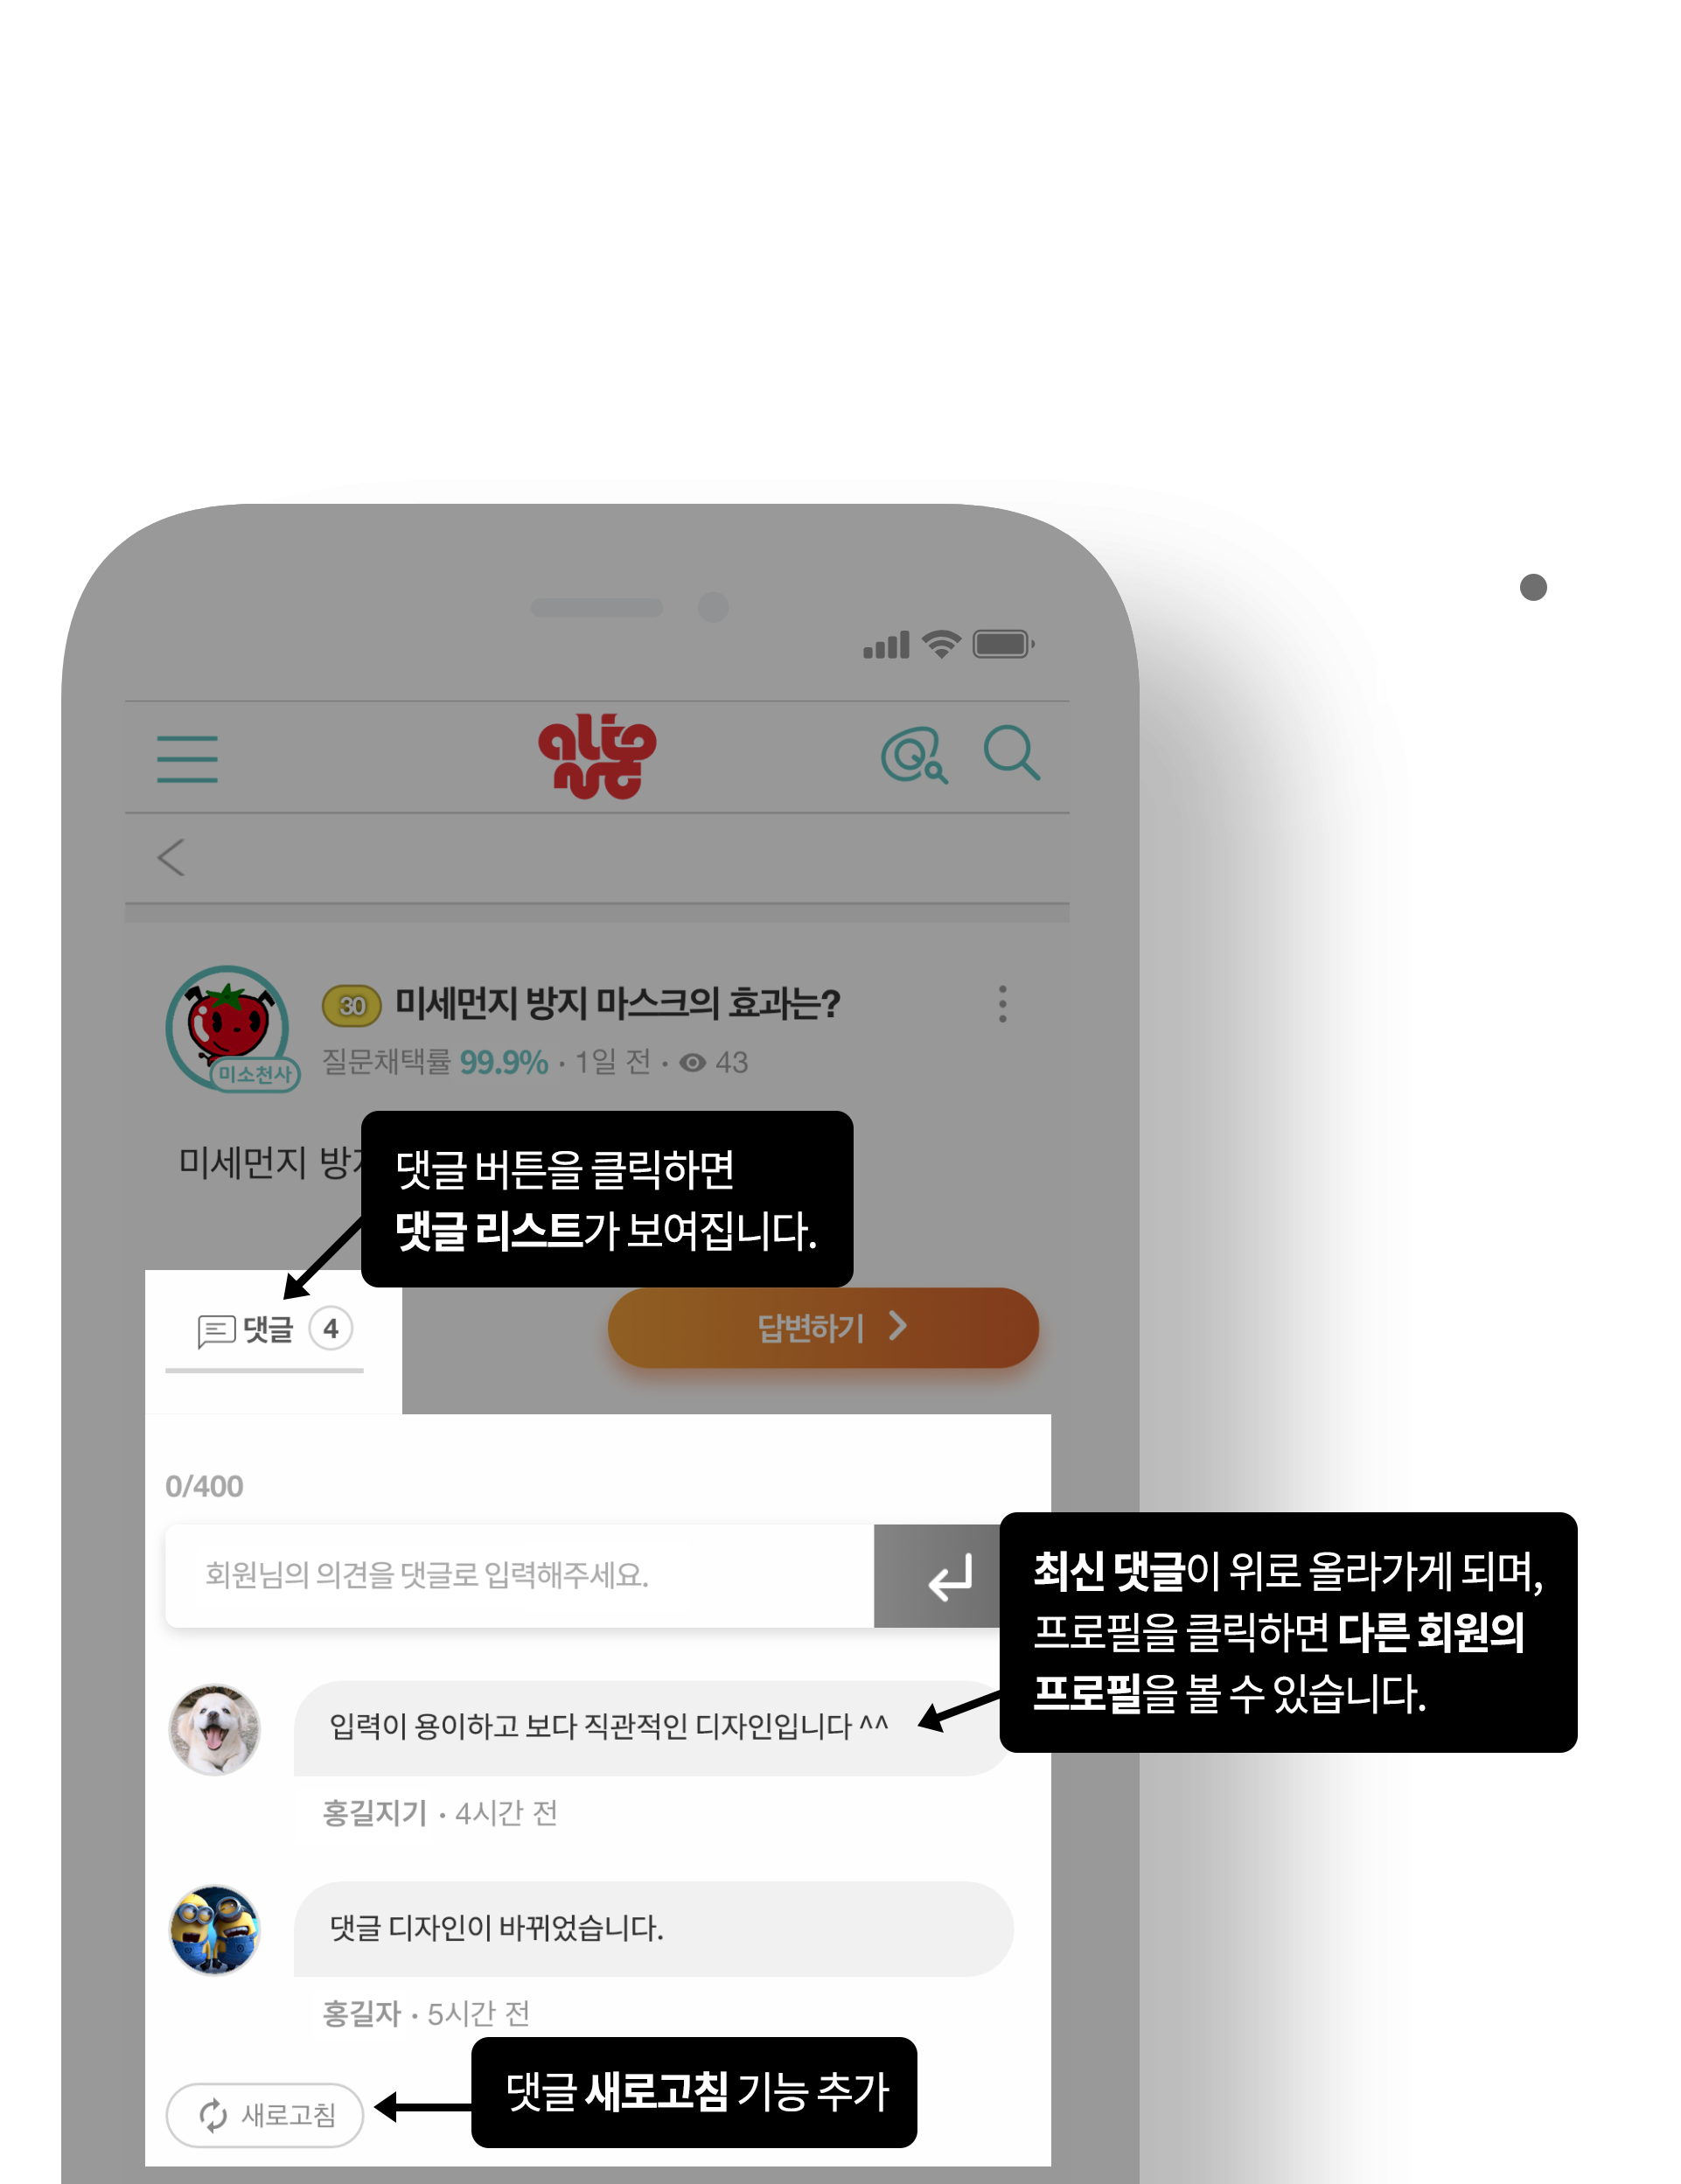 30 미세먼지 방지 마스크의 효과는?
질문채택률 99.9% · 1일 전 · 43
미소천사
미세먼지
댓글 버튼을 클릭하면
댓글 리스트가 보여집니다.
댓글 4
답변하기
0/400
회원님의 의견을 댓글로 입력해주세요.
최신 댓글이 위로 올라가게 되며,
프로필을 클릭하면 다른 회원의
프로필을 볼 수 있습니다.
입력이 용이하고 보다 직관적인 디자인입니다 ^^
홍길지기 · 4시간 전
댓글 디자인이 바뀌었습니다.
홍길자 · 5시간 전
댓글 새로고침 기능 추가
새로고침